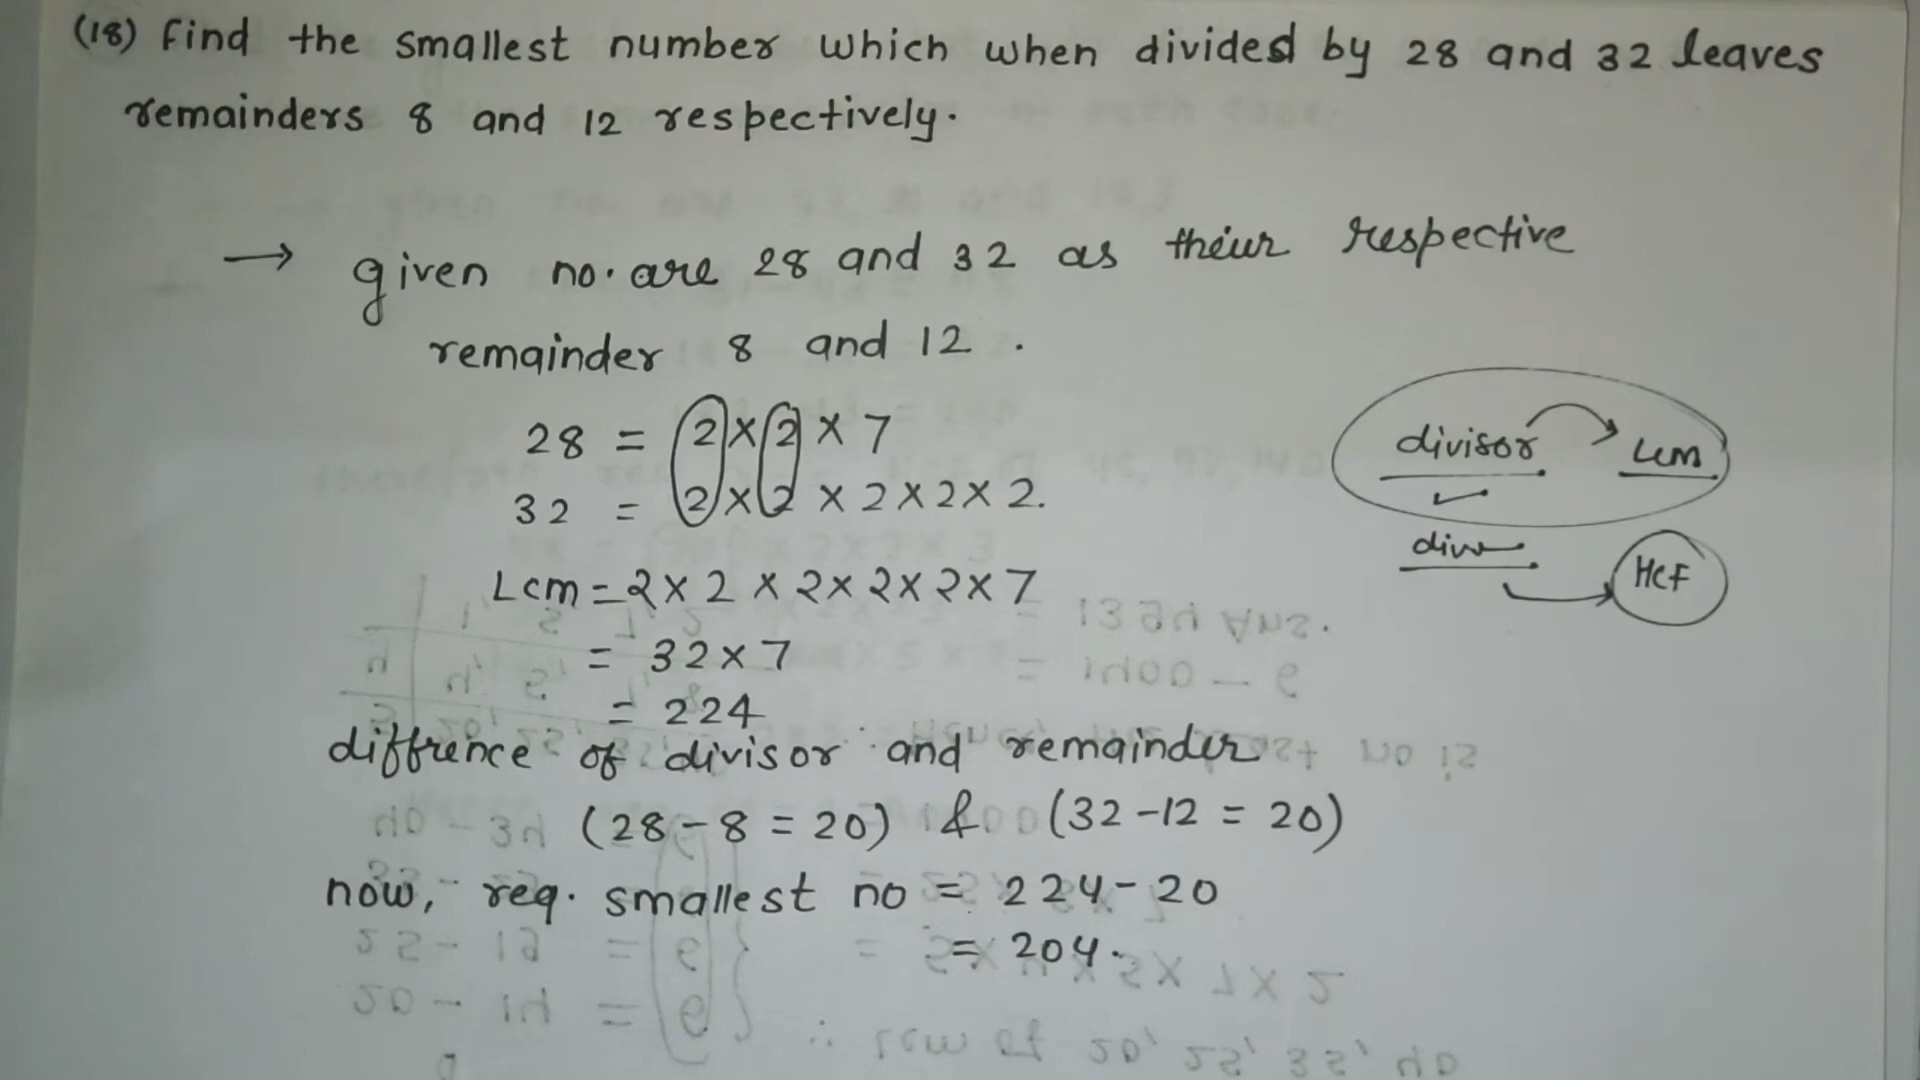 (18) Find the smallest number which when divided by 28 and 32 leaves
remainders 8 and 12 respectively.
→ given no. are 28 and 32 as their respective
remainder 8 and 12.
28 = 2×2×7
32 = 2×2×2×2×2.
Lcm = 2×2×2×2×2×7
= 32×7
= 224
diffrence of divisor and remainder
(28-8 = 20) & (32-12 = 20)
now, req. smallest no = 224-20
= 204.
divisor → Lcm
→ HCF